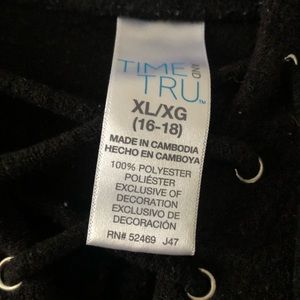 TIME AND
TRU™
XL/XG
(16-18)
MADE IN CAMBODIA
HECHO EN CAMBOYA
100% POLYESTER
POLIÉSTER
EXCLUSIVE OF
DECORATION
EXCLUSIVO DE
DECORACIÓN
RN# 52469 J47